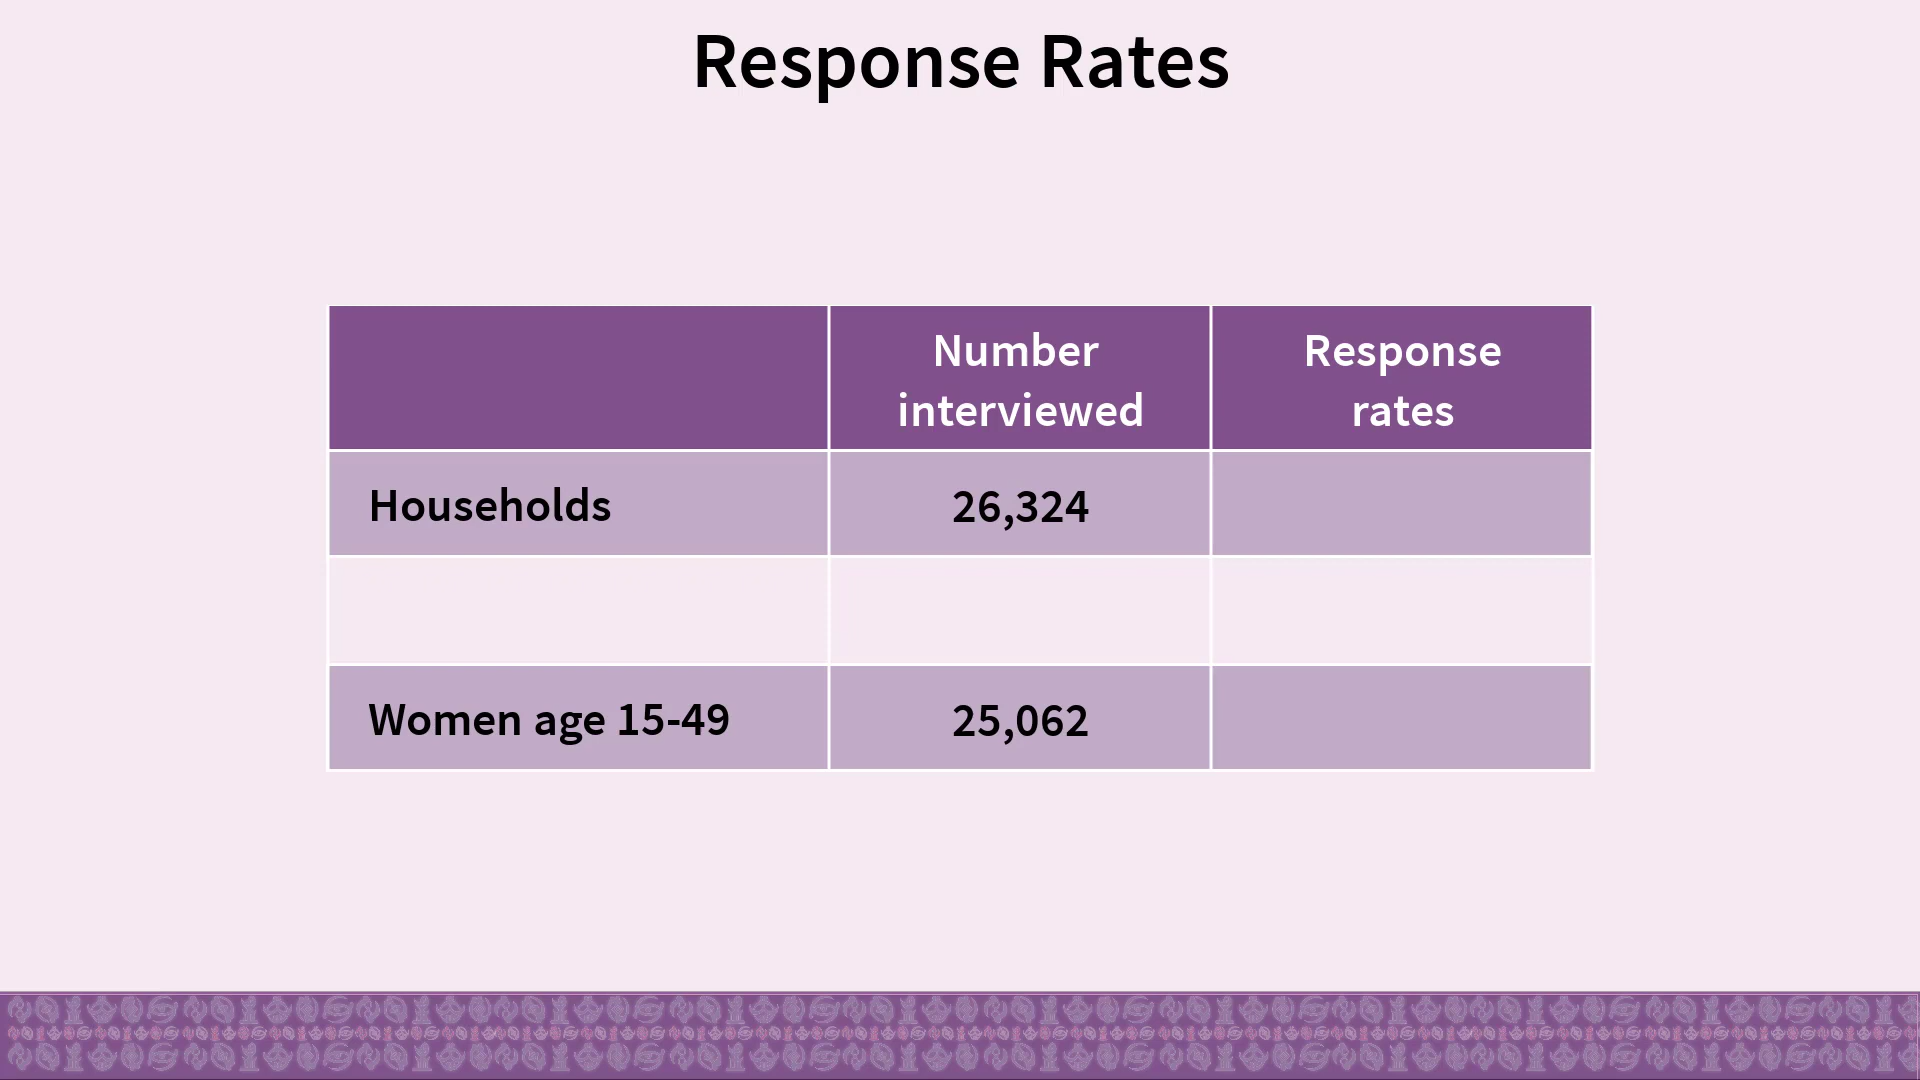 Response Rates
Number
interviewed
Response
rates
Households 26,324
Women age 15-49 25,062